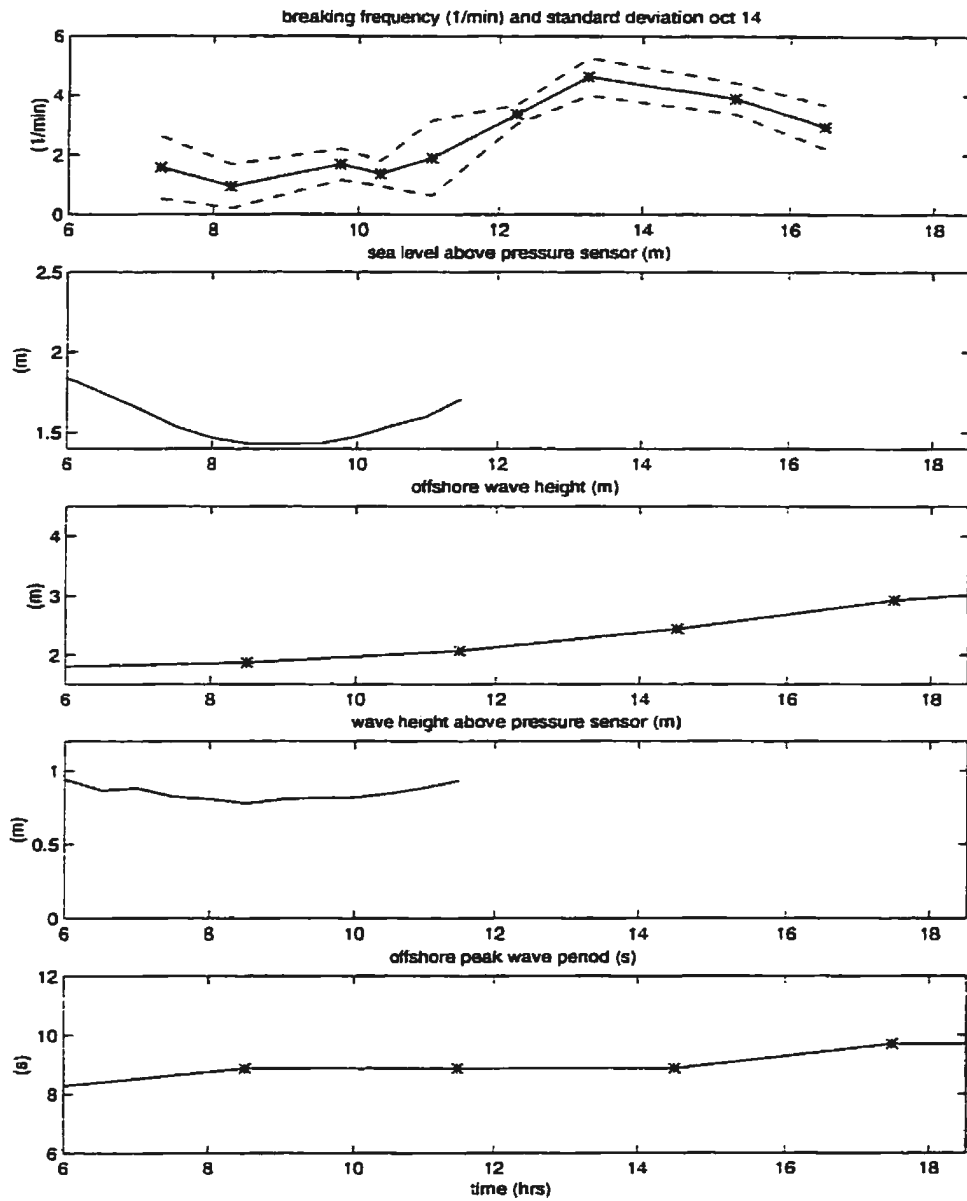 breaking frequency (1/min) and standard deviation oct 14
6
4
2
0
(1/min)
6 8 10 12 14 16 18
sea level above pressure sensor (m)
2.5
2
1.5
(m)
6 8 10 12 14 16 18
offshore wave height (m)
4
3
2
(m)
6 8 10 12 14 16 18
wave height above pressure sensor (m)
1
0.5
0
(m)
6 8 10 12 14 16 18
offshore peak wave period (s)
12
10
8
6
(s)
6 8 10 12 14 16 18
time (hrs)